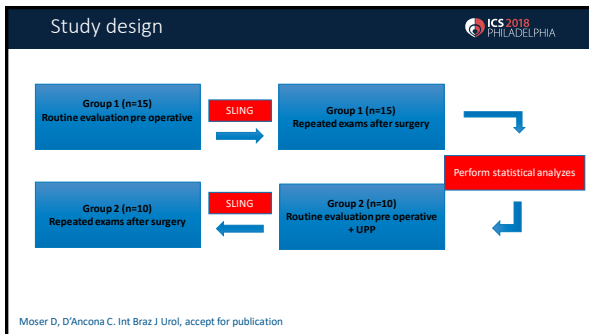 Study design
ICS 2018
PHILADELPHIA
Group 1 (n=15)
Routine evaluation pre operative
SLING
Group 1 (n=15)
Repeated exams after surgery
Perform statistical analyzes
Group 2 (n=10)
Repeated exams after surgery
SLING
Group 2 (n=10)
Routine evaluation pre operative
+ UPP
Moser D, D'Ancona C. Int Braz J Urol, accept for publication